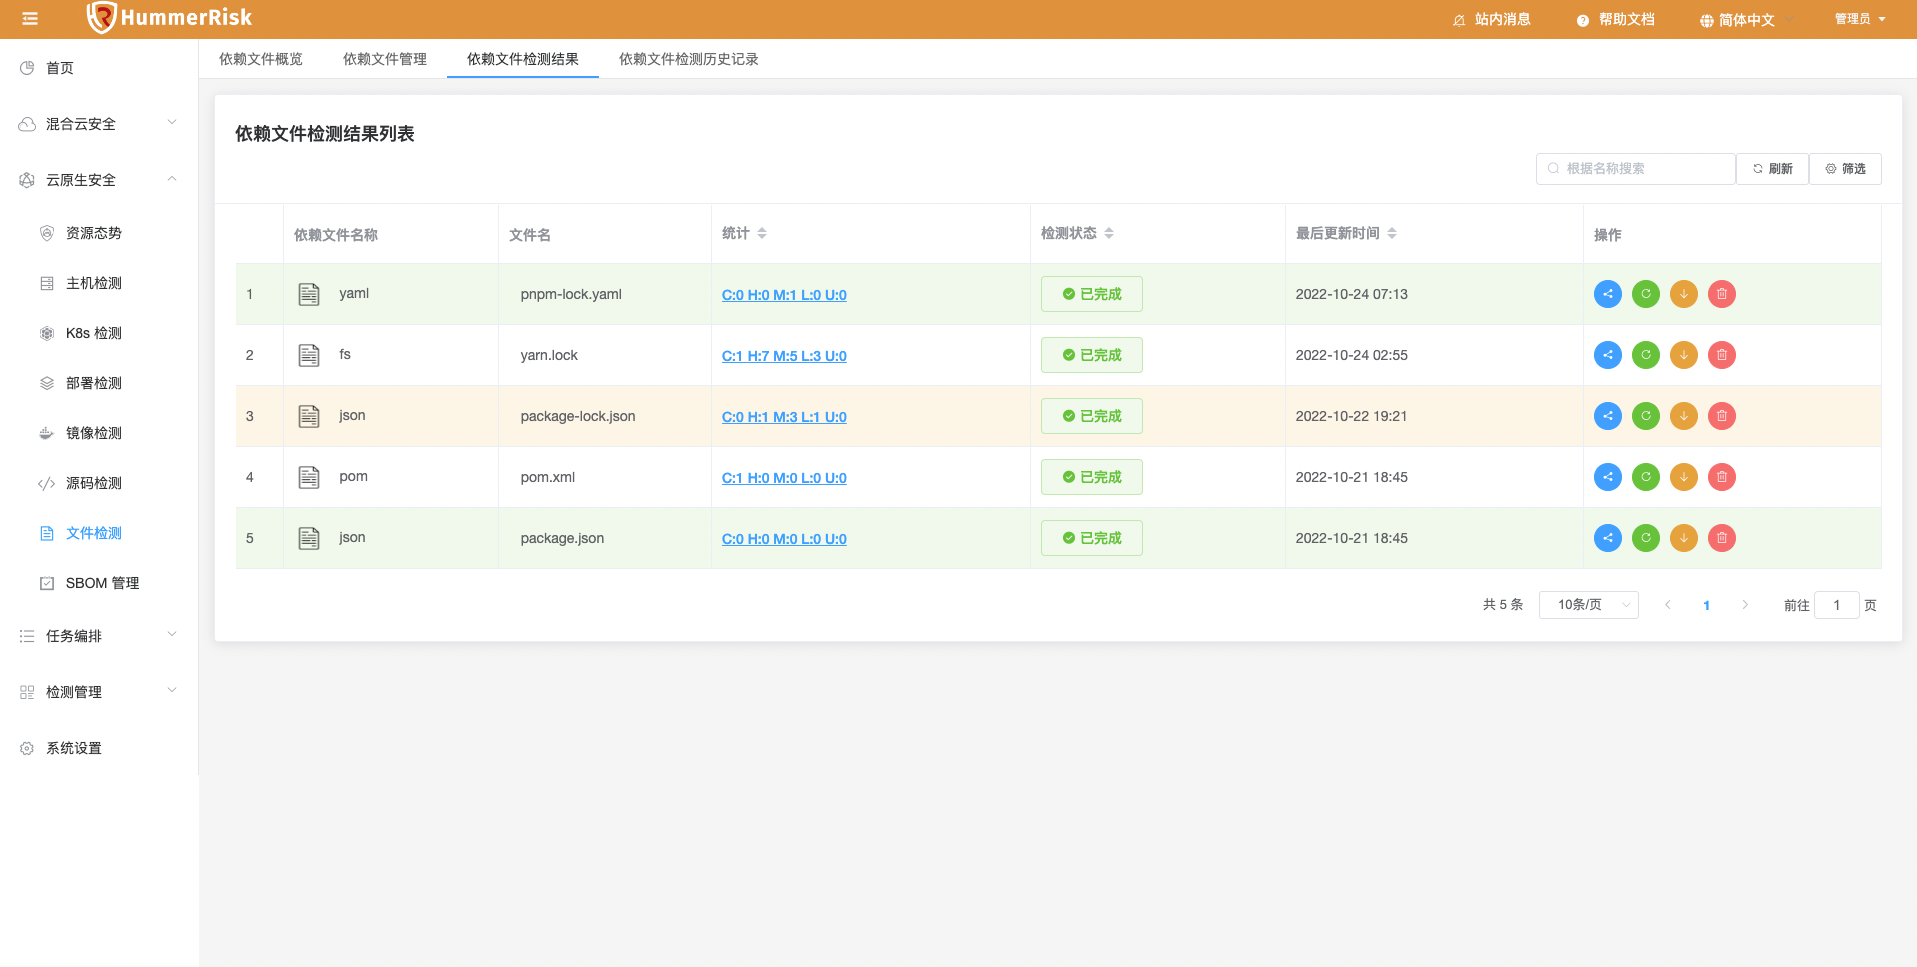 HummerRisk
站内消息
帮助文档
简体中文
管理员
首页
混合云安全
云原生安全
资源态势
主机检测
K8s 检测
部署检测
镜像检测
源码检测
文件检测
SBOM 管理
任务编排
检测管理
系统设置
依赖文件概览 依赖文件管理 依赖文件检测结果 依赖文件检测历史记录
依赖文件检测结果列表
根据名称搜索 刷新 筛选
依赖文件名称 文件名 统计 检测状态 最后更新时间 操作
1 yaml pnpm-lock.yaml C:0 H:0 M:1 L:0 U:0 已完成 2022-10-24 07:13
2 fs yarn.lock C:1 H:7 M:5 L:3 U:0 已完成 2022-10-24 02:55
3 json package-lock.json C:0 H:1 M:3 L:1 U:0 已完成 2022-10-22 19:21
4 pom pom.xml C:1 H:0 M:0 L:0 U:0 已完成 2022-10-21 18:45
5 json package.json C:0 H:0 M:0 L:0 U:0 已完成 2022-10-21 18:45
共 5 条 10条/页 1 前往 1 页